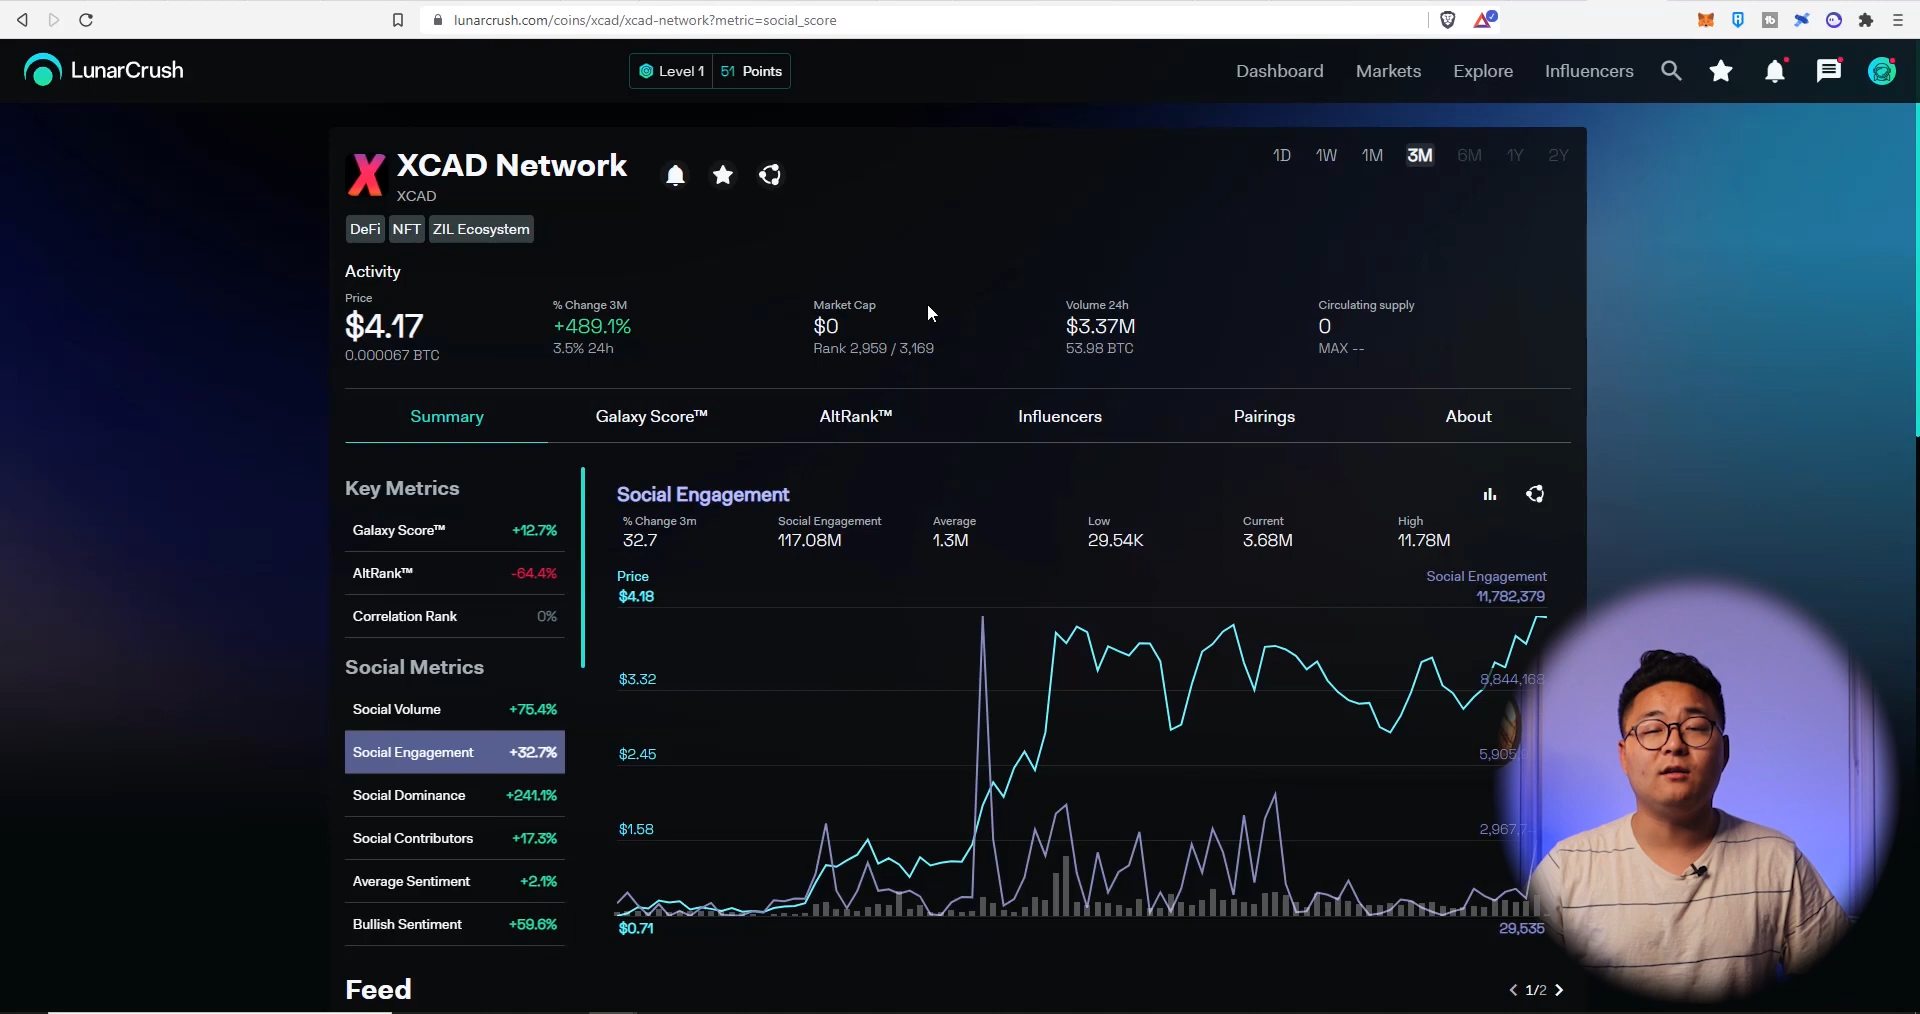 lunarcrush.com/coins/xcad/xcad-network?metric=social_score
LunarCrush
Level 1 51 Points
Dashboard Markets Explore Influencers
XCAD Network
XCAD
1D 1W 1M 3M 6M 1Y 2Y
DeFi NFT ZIL Ecosystem
Activity
Price
$4.17
0.000067 BTC
% Change 3M
+489.1%
3.5% 24h
Market Cap
$0
Rank 2,959 / 3,169
Volume 24h
$3.37M
53.98 BTC
Circulating supply
0
MAX --
Summary Galaxy Score™ AltRank™ Influencers Pairings About
Key Metrics
Galaxy Score™ +12.7%
AltRank™ -64.4%
Correlation Rank 0%
Social Metrics
Social Volume +75.4%
Social Engagement +32.7%
Social Dominance +241.1%
Social Contributors +17.3%
Average Sentiment +2.1%
Bullish Sentiment +59.6%
Social Engagement
% Change 3m Social Engagement Average Low Current High
32.7 117.08M 1.3M 29.54K 3.68M 11.78M
Price Social Engagement
$4.18 11,782,379
$3.32 8,844,168
$2.45
$1.58
$0.71 29,535
Feed
1/2